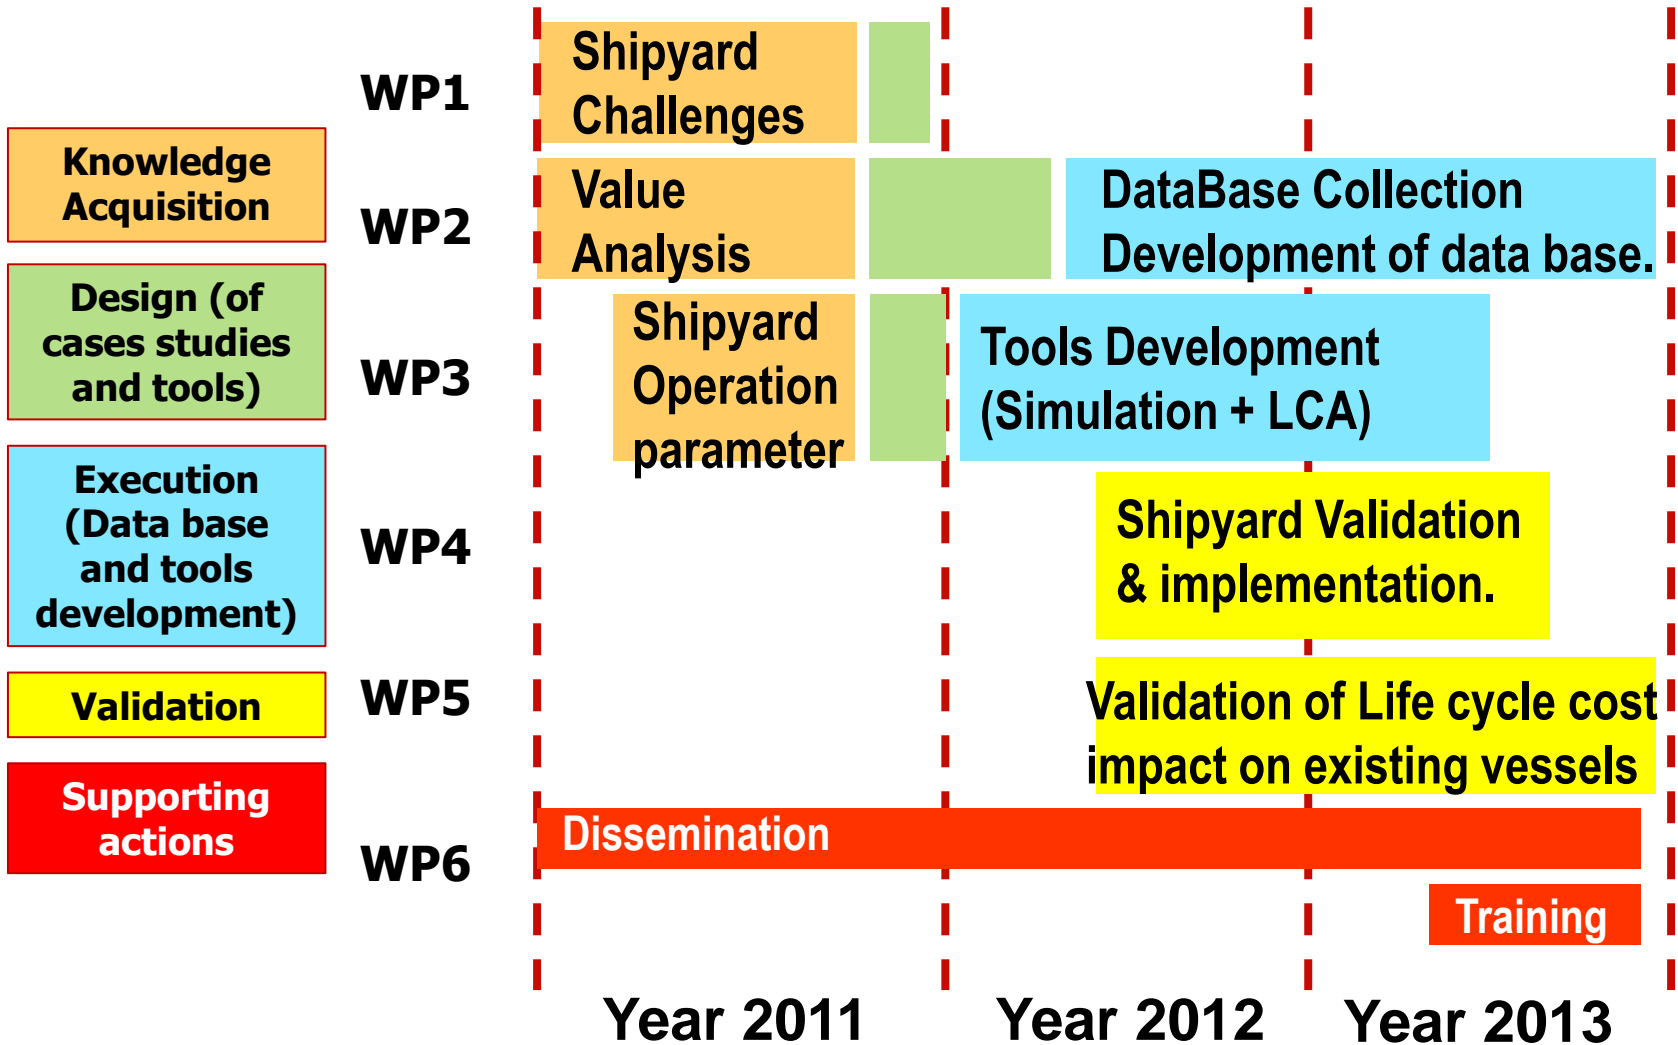 Knowledge
Acquisition
Design (of
cases studies
and tools)
Execution
(Data base
and tools
development)
Validation
Supporting
actions
WP1
Shipyard
Challenges
WP2
Value
Analysis
DataBase Collection
Development of data base.
WP3
Shipyard
Operation
parameter
Tools Development
(Simulation + LCA)
WP4
Shipyard Validation
& implementation.
WP5
Validation of Life cycle cost
impact on existing vessels
WP6
Dissemination
Training
Year 2011
Year 2012
Year 2013